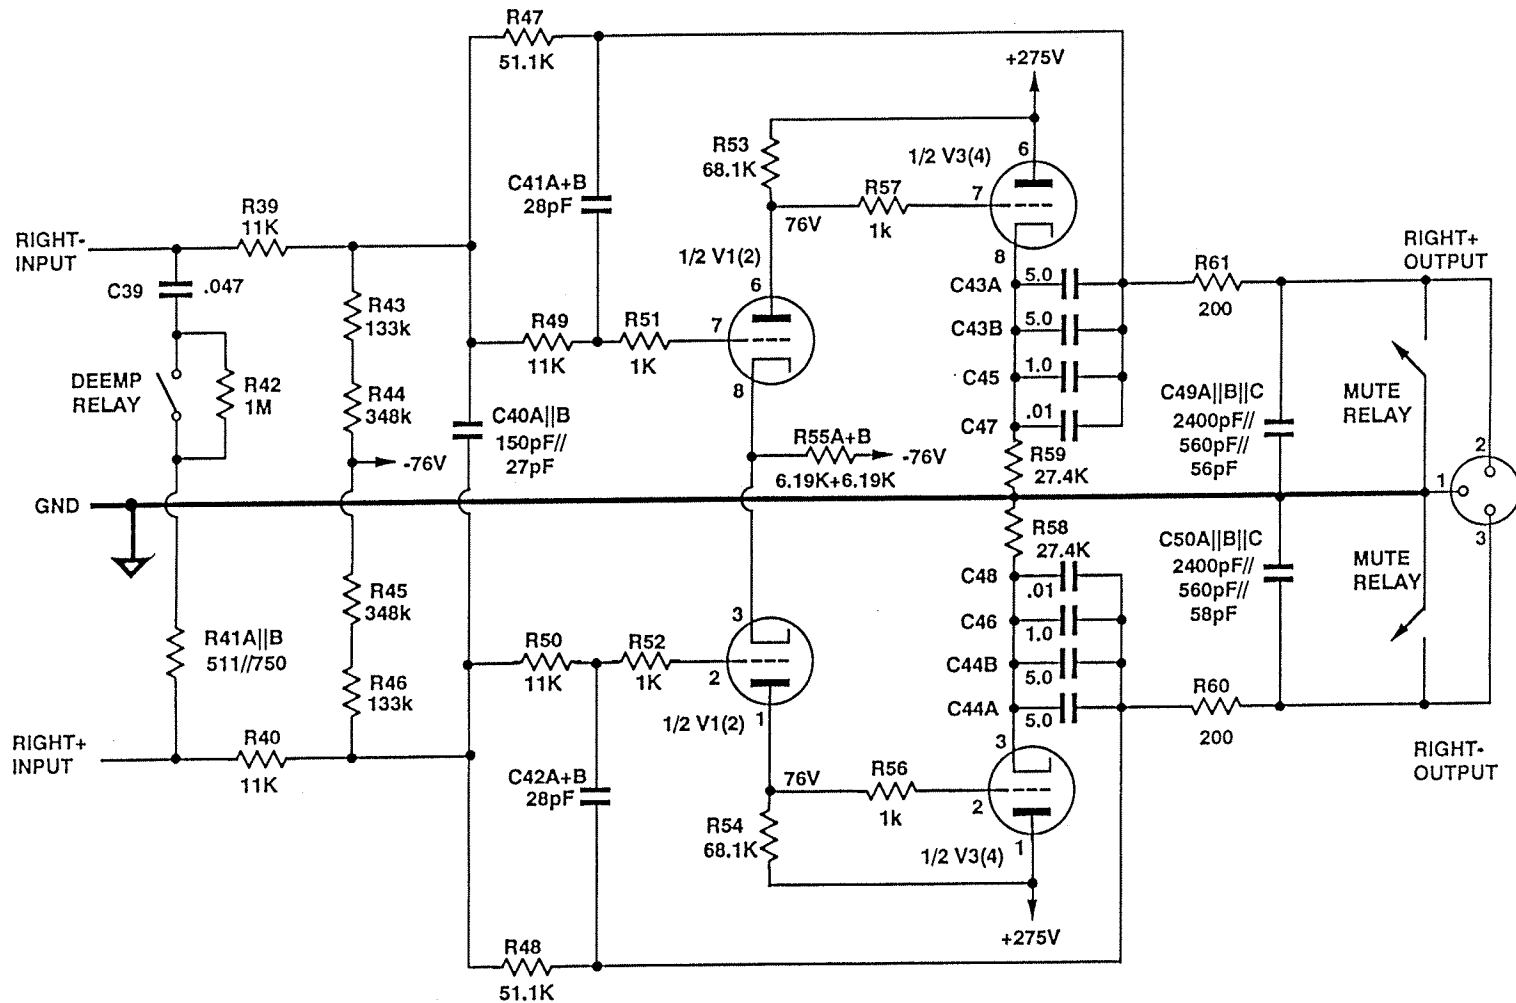 R47
51.1K
+275V
R53
68.1K
1/2 V3(4)
6
7
8
C41A+B
28pF
R57
1k
76V
R39
11K
RIGHT-
INPUT
C39
.047
R43
133k
1/2 V1(2)
6
7
8
R49
11K
R51
1K
C43A
5.0
C43B
5.0
C45
1.0
C47
.01
R61
200
RIGHT+
OUTPUT
DEEMP
RELAY
R42
1M
R44
348k
-76V
C40A||B
150pF//
27pF
R55A+B
6.19K+6.19K
-76V
R59
27.4K
C49A||B||C
2400pF//
560pF//
56pF
MUTE
RELAY
2
1
3
GND
R58
27.4K
C50A||B||C
2400pF//
560pF//
58pF
MUTE
RELAY
R45
348k
R41A||B
511//750
R46
133k
3
2
1
R50
11K
R52
1K
1/2 V1(2)
C48
.01
C46
1.0
C44B
5.0
C44A
5.0
R60
200
RIGHT+
INPUT
R40
11K
RIGHT-
OUTPUT
C42A+B
28pF
76V
R56
1k
3
2
1
R54
68.1K
1/2 V3(4)
+275V
R48
51.1K